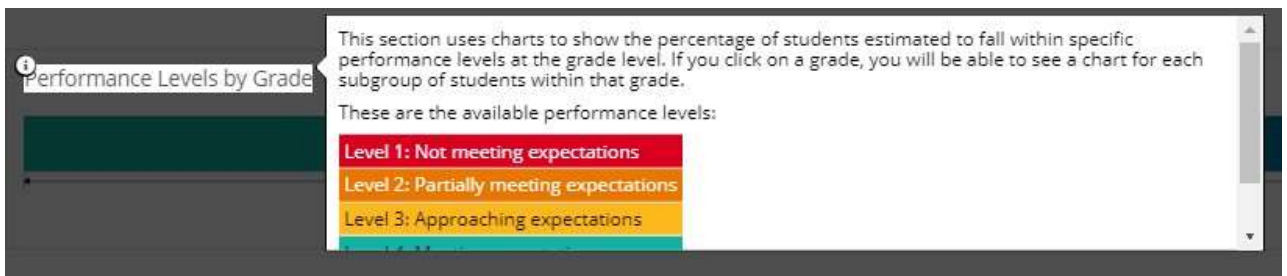 This section uses charts to show the percentage of students estimated to fall within specific
performance levels at the grade level. If you click on a grade, you will be able to see a chart for each
subgroup of students within that grade.
Performance Levels by Grade
These are the available performance levels:
Level 1: Not meeting expectations
Level 2: Partially meeting expectations
Level 3: Approaching expectations